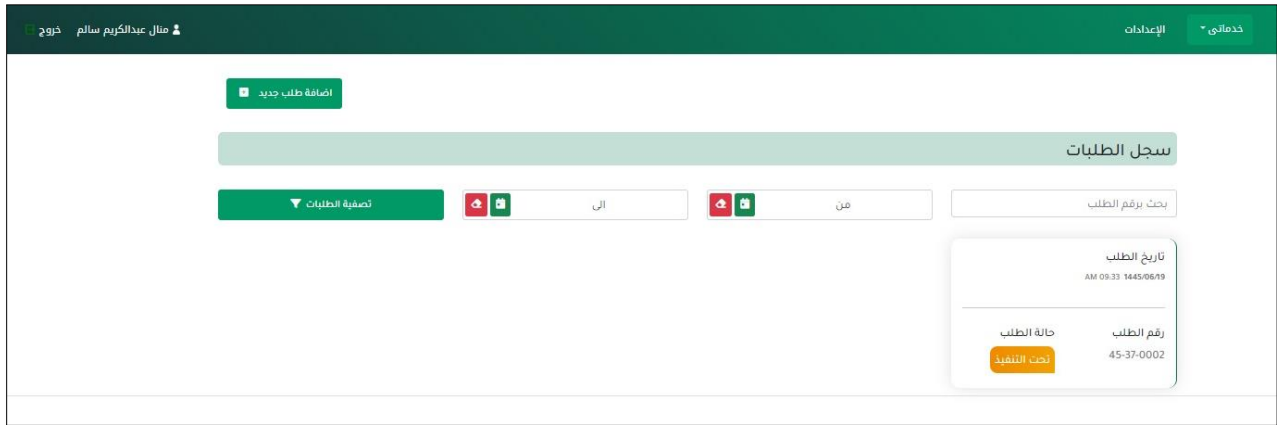 خدماتي
الإعدادات
منال عبدالكريم سالم
خروج
اضافة طلب جديد
سجل الطلبات
بحث برقم الطلب
من
الى
تصفية الطلبات
تاريخ الطلب
1445/06/19 09:33 AM
رقم الطلب
حالة الطلب
45-37-0002
تحت التنفيذ